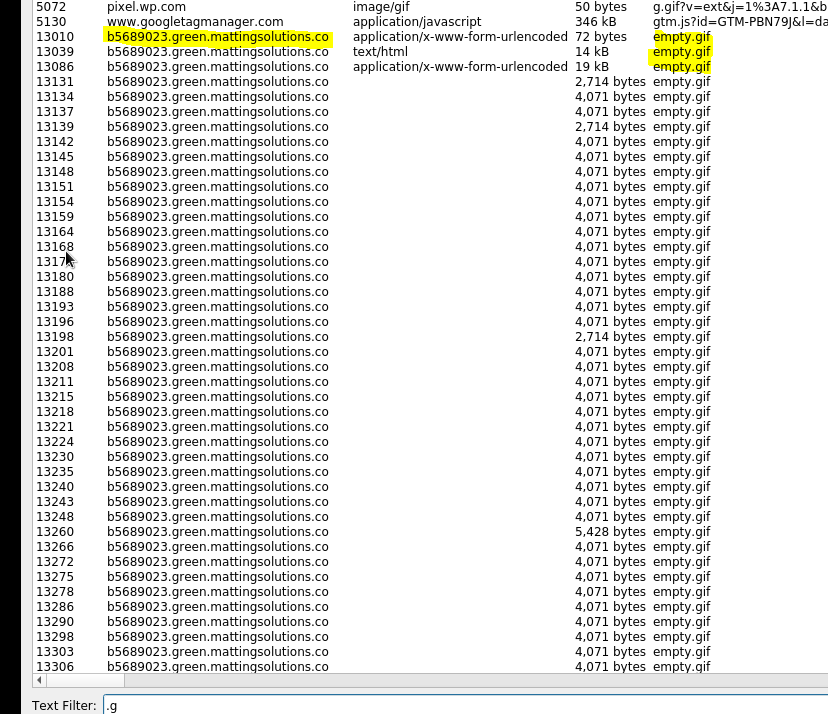 5072 pixel.wp.com image/gif 50 bytes g.gif?v=ext&j=1%3A7.1.1&b
5130 www.googletagmanager.com application/javascript 346 kB gtm.js?id=GTM-PBN79J&l=da
13010 b5689023.green.mattingsolutions.co application/x-www-form-urlencoded 72 bytes empty.gif
13039 b5689023.green.mattingsolutions.co text/html 14 kB empty.gif
13086 b5689023.green.mattingsolutions.co application/x-www-form-urlencoded 19 kB empty.gif
13131 b5689023.green.mattingsolutions.co 2,714 bytes empty.gif
13134 b5689023.green.mattingsolutions.co 4,071 bytes empty.gif
13137 b5689023.green.mattingsolutions.co 4,071 bytes empty.gif
13139 b5689023.green.mattingsolutions.co 2,714 bytes empty.gif
13142 b5689023.green.mattingsolutions.co 4,071 bytes empty.gif
13145 b5689023.green.mattingsolutions.co 4,071 bytes empty.gif
13148 b5689023.green.mattingsolutions.co 4,071 bytes empty.gif
13151 b5689023.green.mattingsolutions.co 4,071 bytes empty.gif
13154 b5689023.green.mattingsolutions.co 4,071 bytes empty.gif
13159 b5689023.green.mattingsolutions.co 4,071 bytes empty.gif
13164 b5689023.green.mattingsolutions.co 4,071 bytes empty.gif
13168 b5689023.green.mattingsolutions.co 4,071 bytes empty.gif
b5689023.green.mattingsolutions.co 4,071 bytes empty.gif
13180 b5689023.green.mattingsolutions.co 4,071 bytes empty.gif
13188 b5689023.green.mattingsolutions.co 4,071 bytes empty.gif
13193 b5689023.green.mattingsolutions.co 4,071 bytes empty.gif
13196 b5689023.green.mattingsolutions.co 4,071 bytes empty.gif
13198 b5689023.green.mattingsolutions.co 2,714 bytes empty.gif
13201 b5689023.green.mattingsolutions.co 4,071 bytes empty.gif
13208 b5689023.green.mattingsolutions.co 4,071 bytes empty.gif
13211 b5689023.green.mattingsolutions.co 4,071 bytes empty.gif
13215 b5689023.green.mattingsolutions.co 4,071 bytes empty.gif
13218 b5689023.green.mattingsolutions.co 4,071 bytes empty.gif
13221 b5689023.green.mattingsolutions.co 4,071 bytes empty.gif
13224 b5689023.green.mattingsolutions.co 4,071 bytes empty.gif
13230 b5689023.green.mattingsolutions.co 4,071 bytes empty.gif
13235 b5689023.green.mattingsolutions.co 4,071 bytes empty.gif
13240 b5689023.green.mattingsolutions.co 4,071 bytes empty.gif
13243 b5689023.green.mattingsolutions.co 4,071 bytes empty.gif
13248 b5689023.green.mattingsolutions.co 4,071 bytes empty.gif
13260 b5689023.green.mattingsolutions.co 5,428 bytes empty.gif
13266 b5689023.green.mattingsolutions.co 4,071 bytes empty.gif
13272 b5689023.green.mattingsolutions.co 4,071 bytes empty.gif
13275 b5689023.green.mattingsolutions.co 4,071 bytes empty.gif
13278 b5689023.green.mattingsolutions.co 4,071 bytes empty.gif
13286 b5689023.green.mattingsolutions.co 4,071 bytes empty.gif
13290 b5689023.green.mattingsolutions.co 4,071 bytes empty.gif
13298 b5689023.green.mattingsolutions.co 4,071 bytes empty.gif
13303 b5689023.green.mattingsolutions.co 4,071 bytes empty.gif
13306 b5689023.green.mattingsolutions.co 4,071 bytes empty.gif
Text Filter: .g